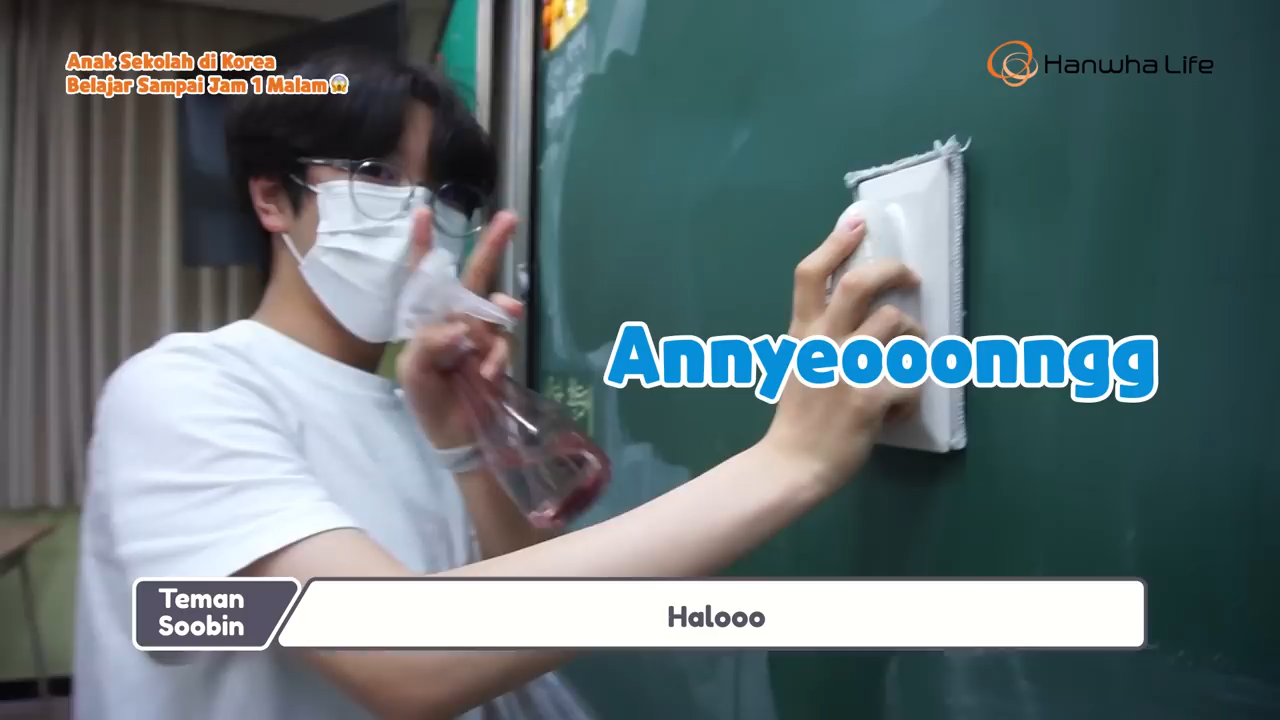 Anak Sekolah di Korea
Belajar Sampai Jam 1 Malam😱
Hanwha Life
Annyeooonngg
Teman
Soobin
Halooo